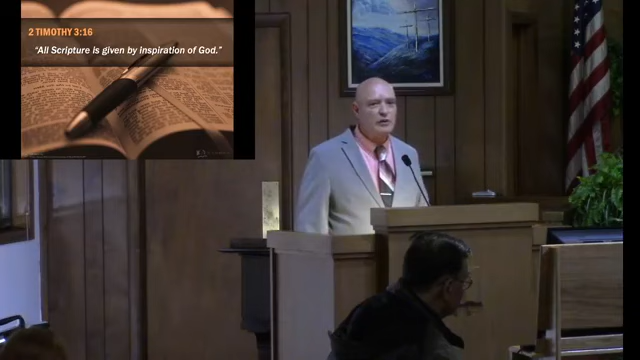 2 TIMOTHY 3:16
"All Scripture is given by inspiration of God."